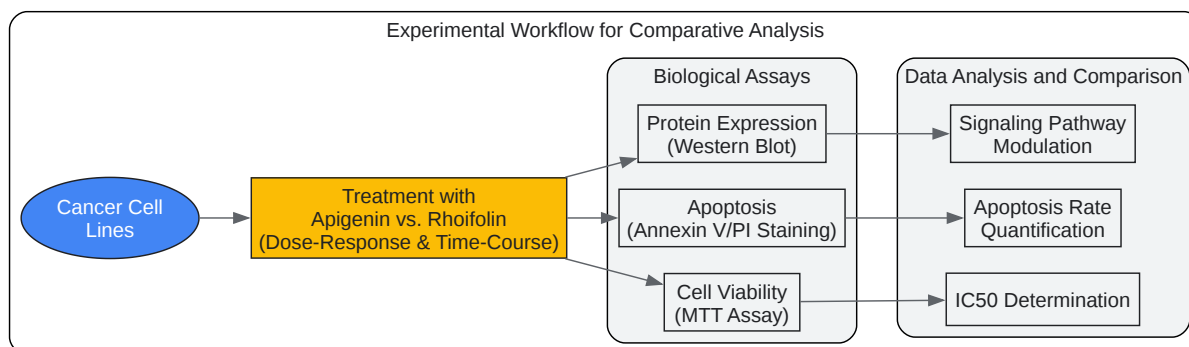 Experimental Workflow for Comparative Analysis
Biological Assays
Data Analysis and Comparison
Protein Expression
(Western Blot)
Signaling Pathway
Modulation
Cancer Cell
Lines
Treatment with
Apigenin vs. Rhoifolin
(Dose-Response & Time-Course)
Apoptosis
(Annexin V/PI Staining)
Apoptosis Rate
Quantification
Cell Viability
(MTT Assay)
IC50 Determination